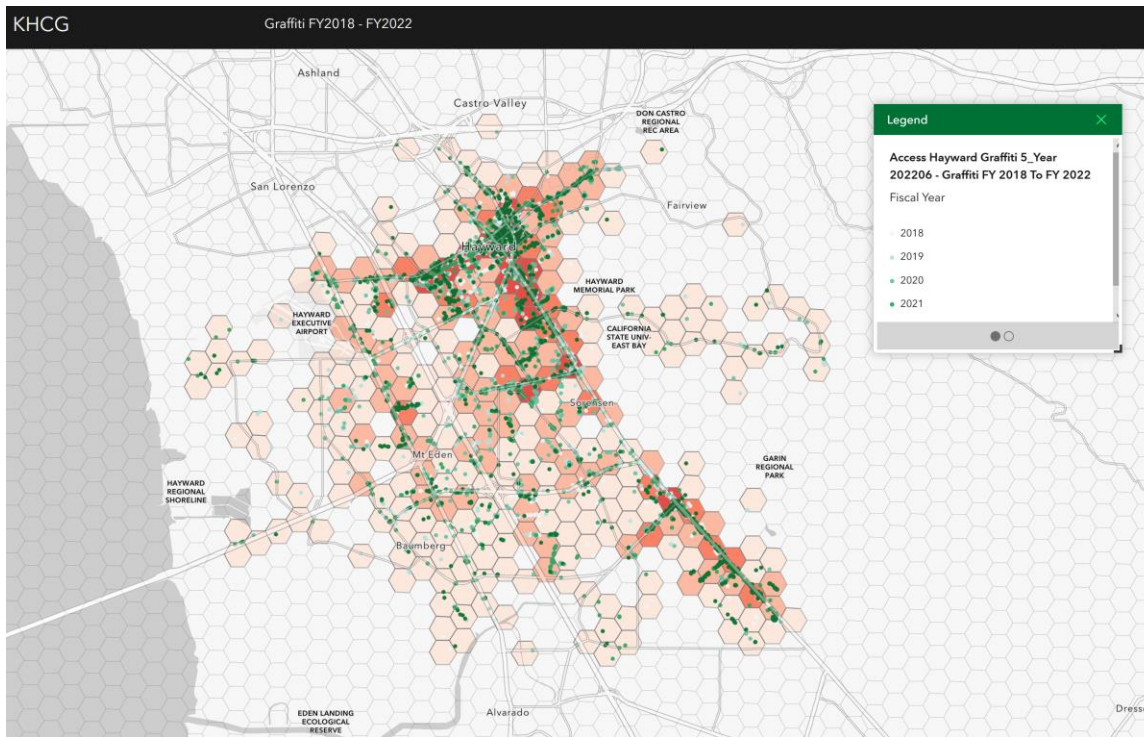 KHCG
Graffiti FY2018 - FY2022
Ashland
Castro Valley
DON CASTRO
REGIONAL
REC AREA
Legend
Access Hayward Graffiti 5_Year
202206 - Graffiti FY 2018 To FY 2022
Fiscal Year
2018
2019
2020
2021
San Lorenzo
Fairview
Hayward
HAYWARD
MEMORIAL PARK
HAYWARD
EXECUTIVE
AIRPORT
CALIFORNIA
STATE UNIV-
EAST BAY
Sorensen
Mt Eden
GARIN
REGIONAL
PARK
HAYWARD
REGIONAL
SHORELINE
Baumberg
EDEN LANDING
ECOLOGICAL
RESERVE
Alvarado
Dresse